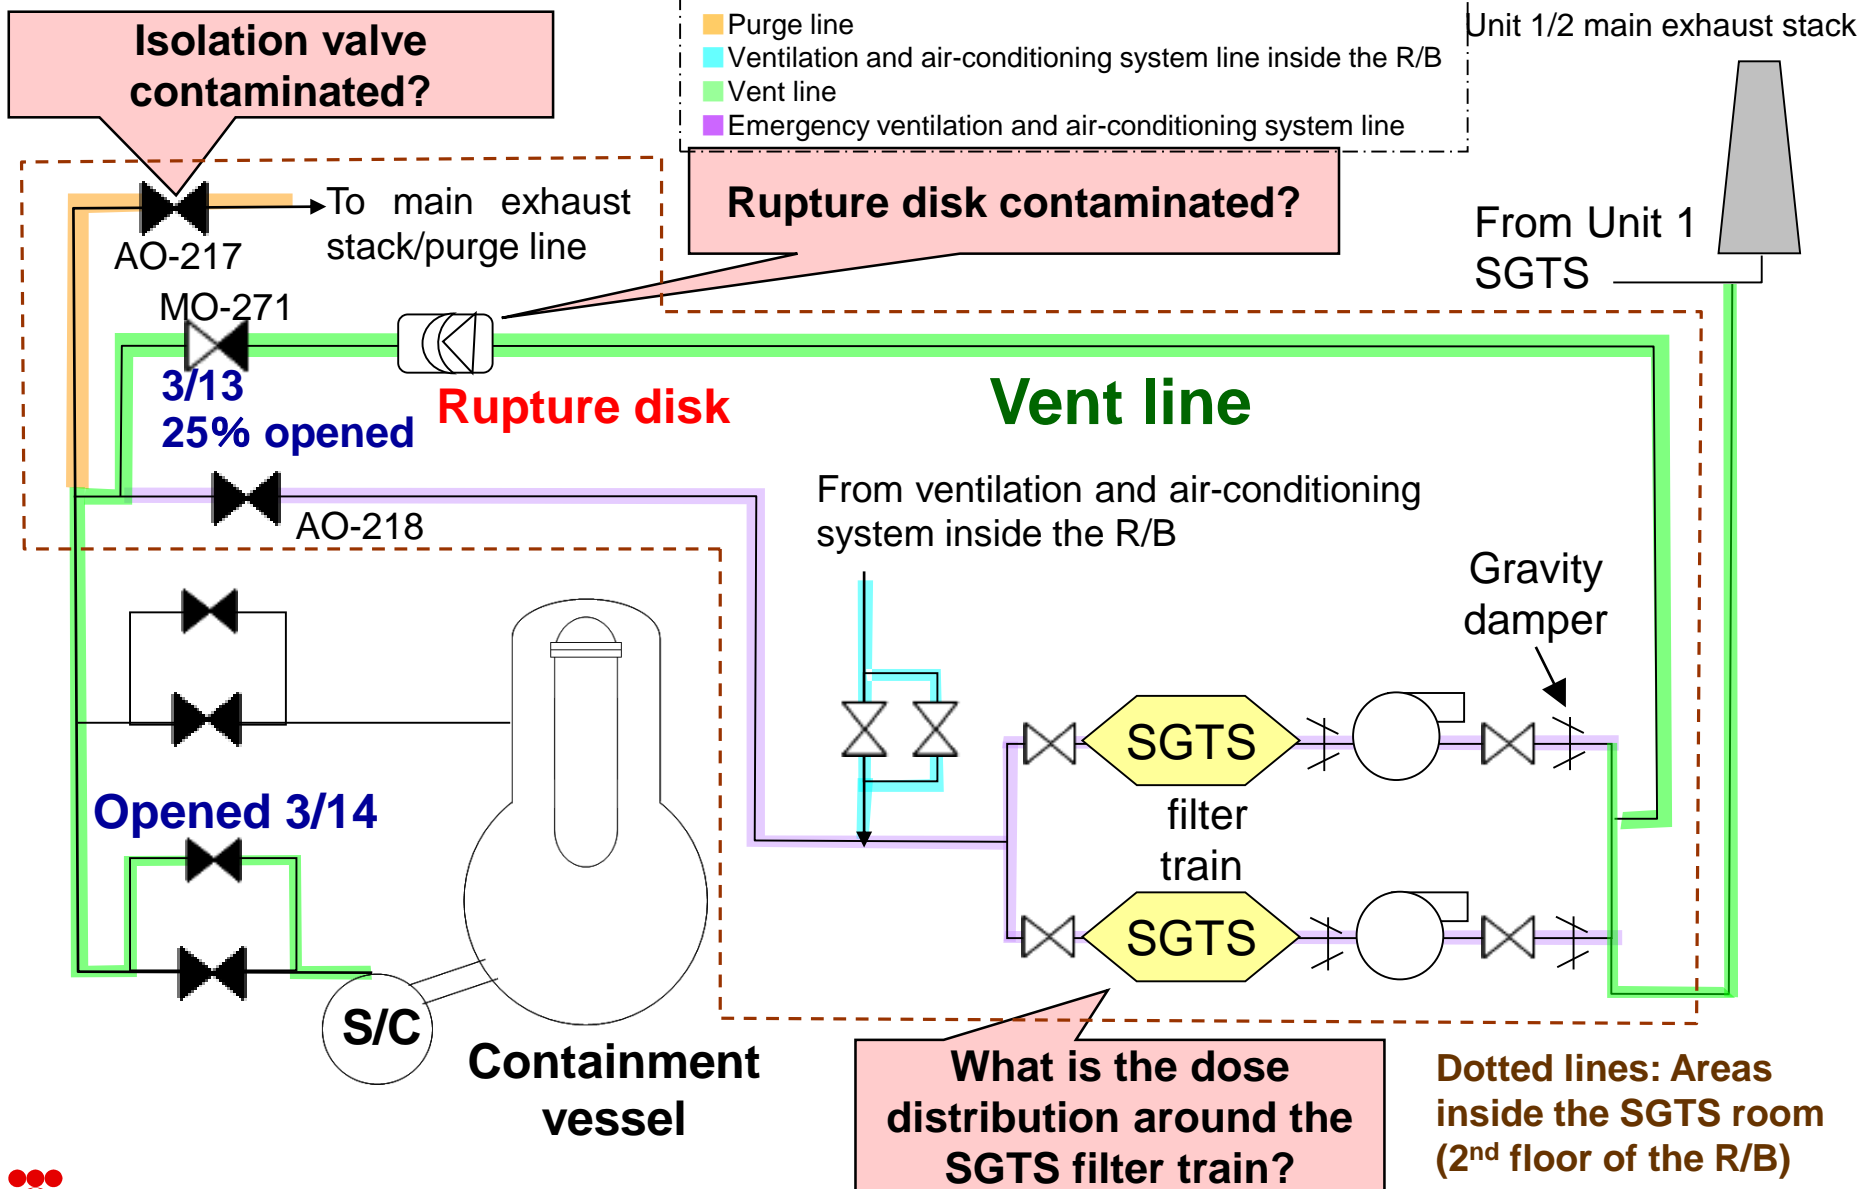 Isolation valve
contaminated?
Purge line
Ventilation and air-conditioning system line inside the R/B
Vent line
Emergency ventilation and air-conditioning system line
Unit 1/2 main exhaust stack
Rupture disk contaminated?
To main exhaust
stack/purge line
AO-217
From Unit 1
SGTS
MO-271
3/13
25% opened
Rupture disk
Vent line
AO-218
From ventilation and air-conditioning
system inside the R/B
Gravity
damper
SGTS
filter
train
SGTS
Opened 3/14
S/C
Containment
vessel
What is the dose
distribution around the
SGTS filter train?
Dotted lines: Areas
inside the SGTS room
(2nd floor of the R/B)